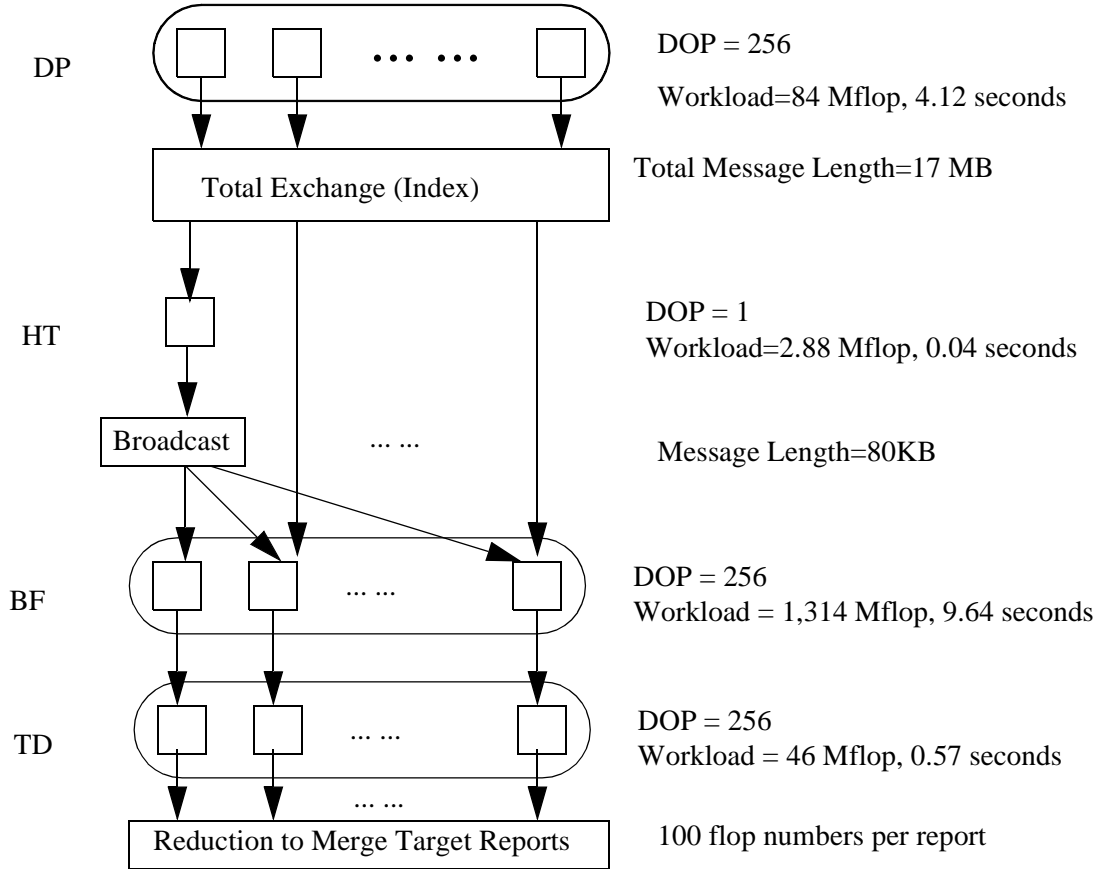 DP
••• •••
DOP = 256
Workload=84 Mflop, 4.12 seconds
Total Exchange (Index)
Total Message Length=17 MB
HT
DOP = 1
Workload=2.88 Mflop, 0.04 seconds
Broadcast
... ...
Message Length=80KB
BF
... ...
DOP = 256
Workload = 1,314 Mflop, 9.64 seconds
TD
... ...
DOP = 256
Workload = 46 Mflop, 0.57 seconds
... ...
Reduction to Merge Target Reports
100 flop numbers per report